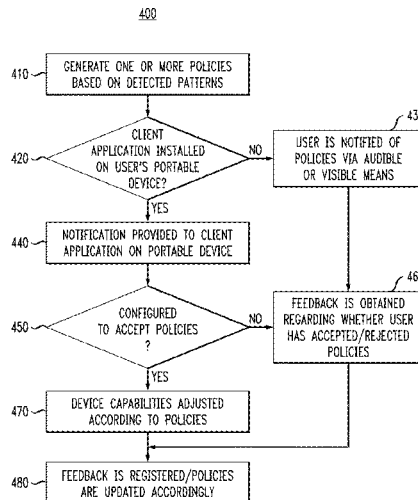 400
410
GENERATE ONE OR MORE POLICIES
BASED ON DETECTED PATTERNS
420
CLIENT
APPLICATION INSTALLED
ON USER'S PORTABLE
DEVICE?
NO
43
USER IS NOTIFIED OF
POLICIES VIA AUDIBLE
OR VISIBLE MEANS
YES
440
NOTIFICATION PROVIDED TO CLIENT
APPLICATION ON PORTABLE DEVICE
450
CONFIGURED
TO ACCEPT POLICIES
?
NO
46
FEEDBACK IS OBTAINED
REGARDING WHETHER USER
HAS ACCEPTED/REJECTED
POLICIES
YES
470
DEVICE CAPABILITIES ADJUSTED
ACCORDING TO POLICIES
480
FEEDBACK IS REGISTERED/POLICIES
ARE UPDATED ACCORDINGLY